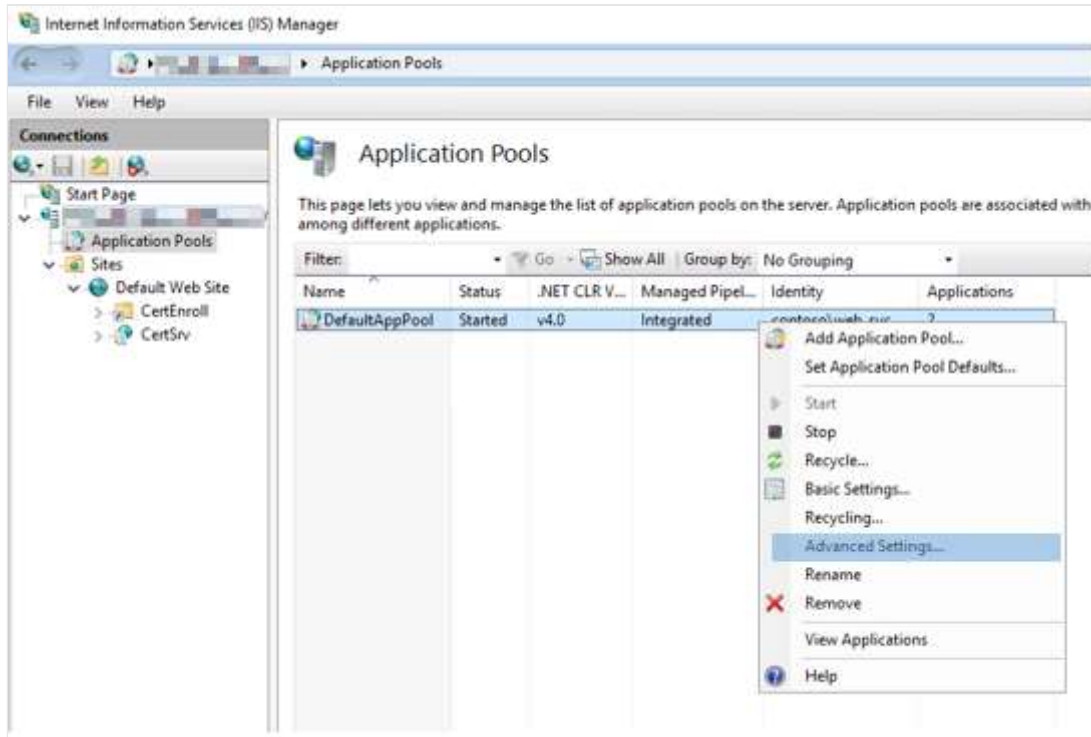 Internet Information Services (IIS) Manager
Application Pools
File View Help
Connections
Start Page
Application Pools
Sites
Default Web Site
CertEnroll
CertSrv
Application Pools
This page lets you view and manage the list of application pools on the server. Application pools are associated with
among different applications.
Filter: Go Show All Group by: No Grouping
Name Status .NET CLR V... Managed Pipel... Identity Applications
DefaultAppPool Started v4.0 Integrated contoso\web_svc 2
Add Application Pool...
Set Application Pool Defaults...
Start
Stop
Recycle...
Basic Settings...
Recycling...
Advanced Settings...
Rename
Remove
View Applications
Help